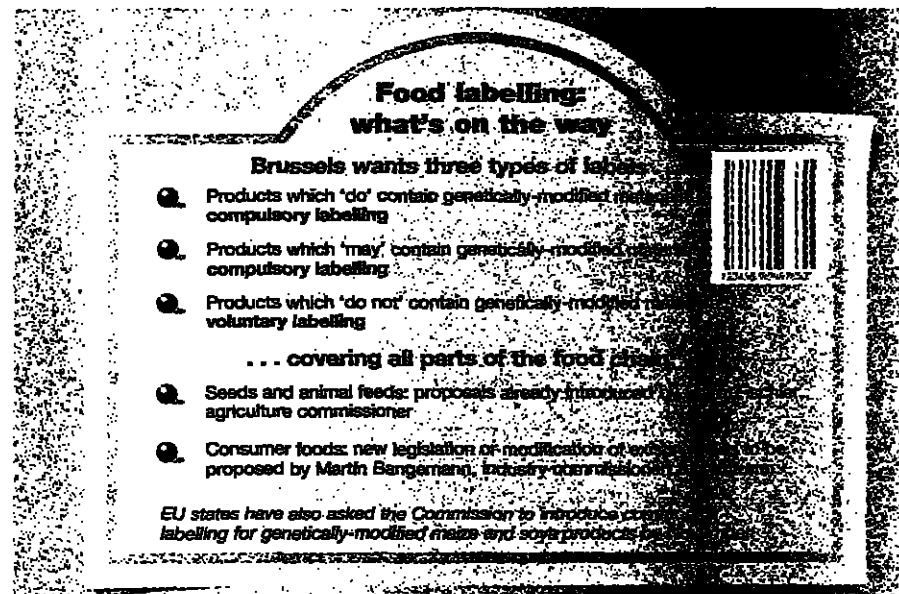 Food labelling:
what's on the way
Brussels wants three types of labels
Products which 'do' contain genetically-modified
compulsory labelling
Products which 'may' contain genetically-modified
compulsory labelling
Products which 'do not' contain genetically-modified
voluntary labelling
... covering all parts of the food chain
Seeds and animal feeds: proposals already introduced
agriculture commissioner
Consumer foods: new legislation or modification of to be
proposed by Martin Bangemann, industry commissioner
EU states have also asked the Commission to introduce
labelling for genetically-modified maize and soya products